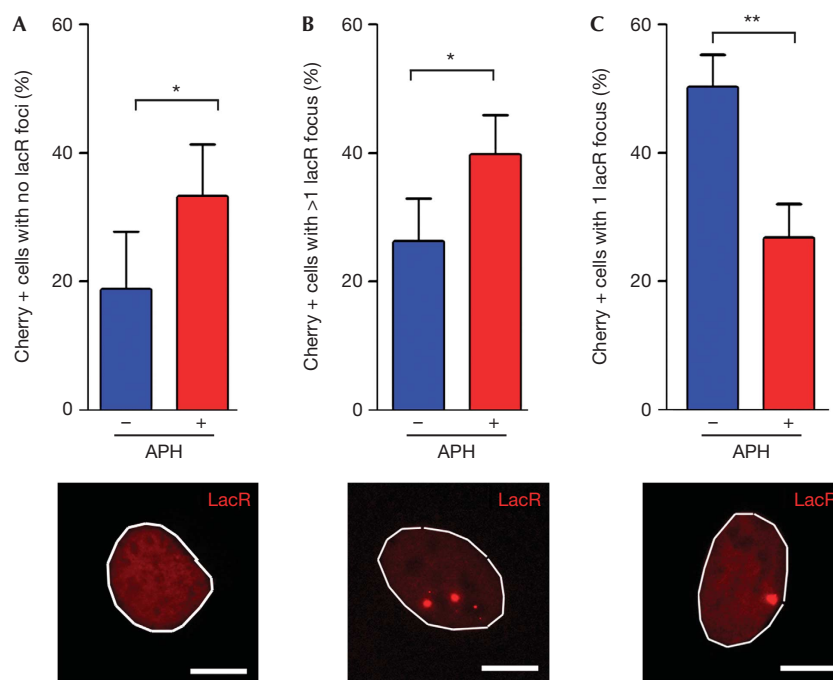 A
Cherry + cells with no lacR foci (%)
60
40
20
0
*
− +
APH
LacR
B
Cherry + cells with >1 lacR focus (%)
60
40
20
0
*
− +
APH
LacR
C
Cherry + cells with 1 lacR focus (%)
60
40
20
0
**
− +
APH
LacR